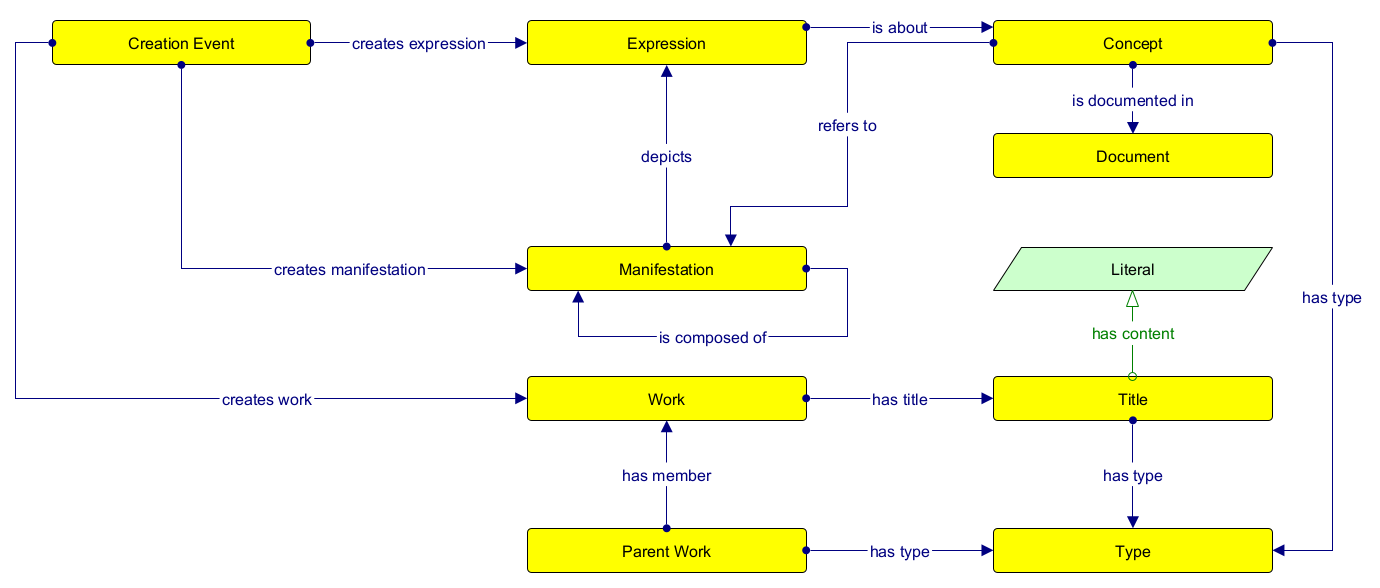 Creation Event
creates expression
Expression
is about
Concept
is documented in
refers to
depicts
Document
creates manifestation
Manifestation
Literal
has type
is composed of
has content
creates work
Work
has title
Title
has member
has type
Parent Work
has type
Type